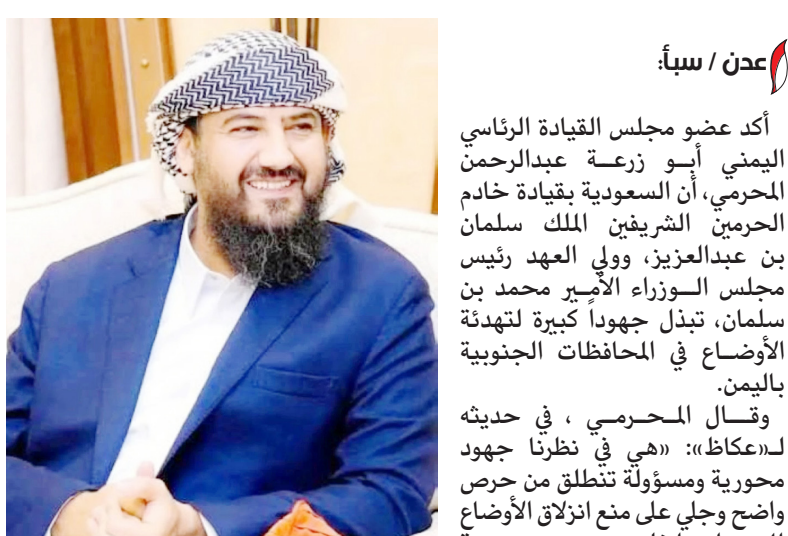 عدن / سبأ:
أكد عضو مجلس القيادة الرئاسي
اليمني أبو زرعة عبدالرحمن
المحرمي، أن السعودية بقيادة خادم
الحرمين الشريفين الملك سلمان
بن عبدالعزيز، وولي العهد رئيس
مجلس الوزراء الأمير محمد بن
سلمان، تبذل جهوداً كبيرة لتهدئة
الأوضاع في المحافظات الجنوبية
باليمن.
وقال المحرمي ، في حديثه
لـ«عكاظ»: «هي في نظرنا جهود
محورية ومسؤولة تنطلق من حرص
واضح وجلي على منع انزلاق الأوضاع